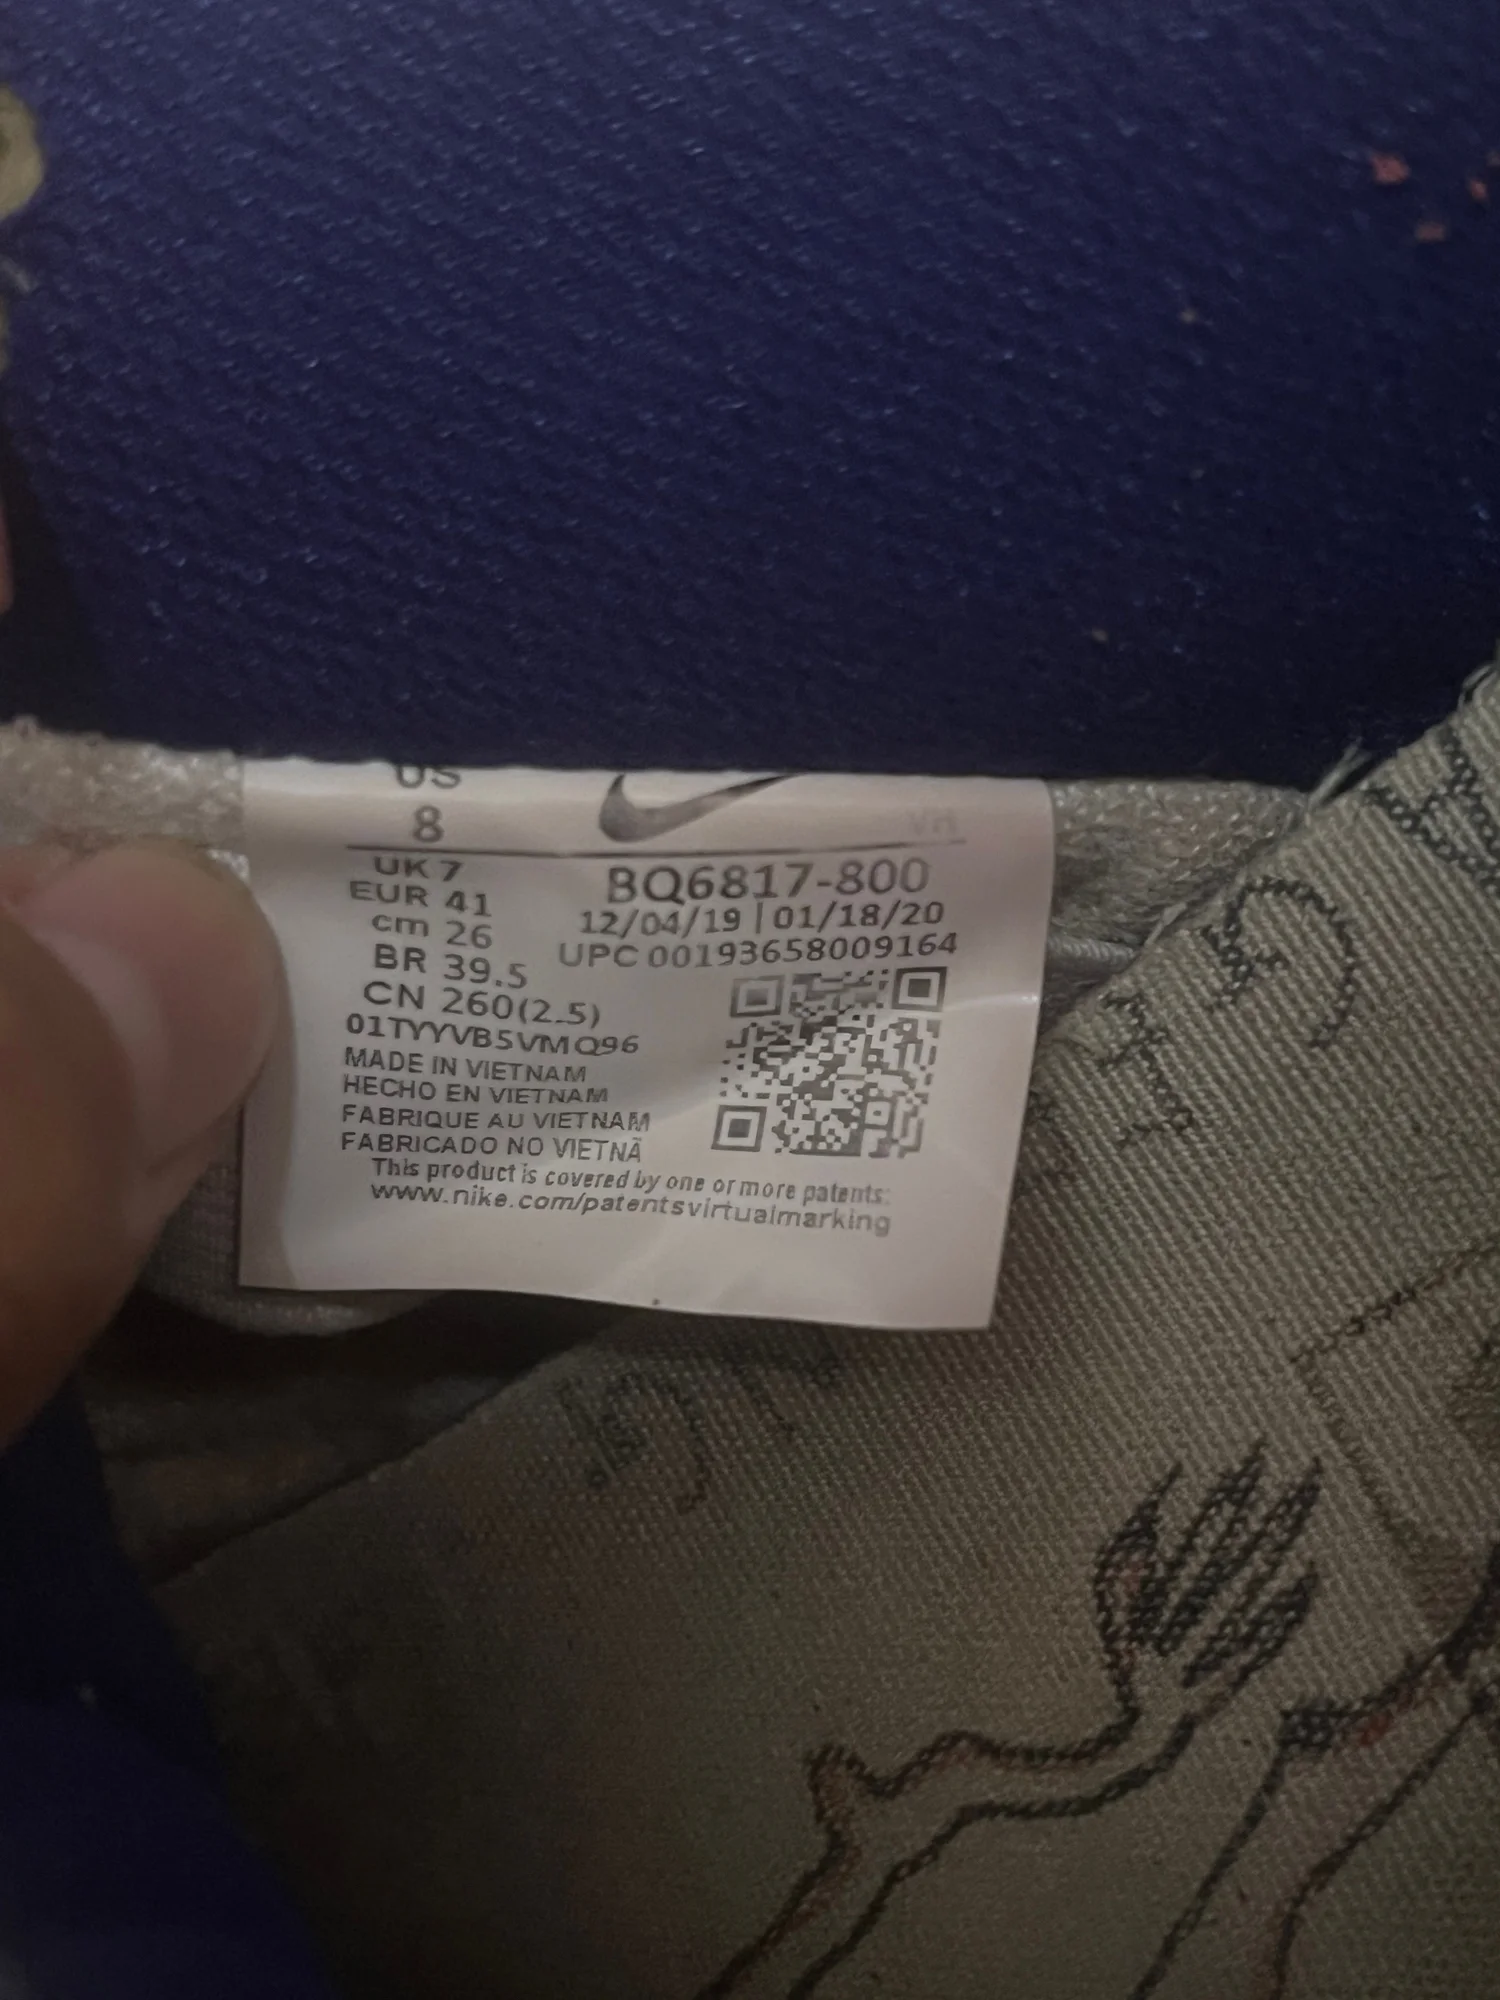 US
8
VH
UK 7
EUR 41
cm 26
BR 39.5
CN 260(2.5)
BQ6817-800
12/04/19 | 01/18/20
UPC 00193658009164
01TYYVB5VMQ96
MADE IN VIETNAM
HECHO EN VIETNAM
FABRIQUE AU VIETNAM
FABRICADO NO VIETNÃ
This product is covered by one or more patents:
www.nike.com/patentsvirtualmarking